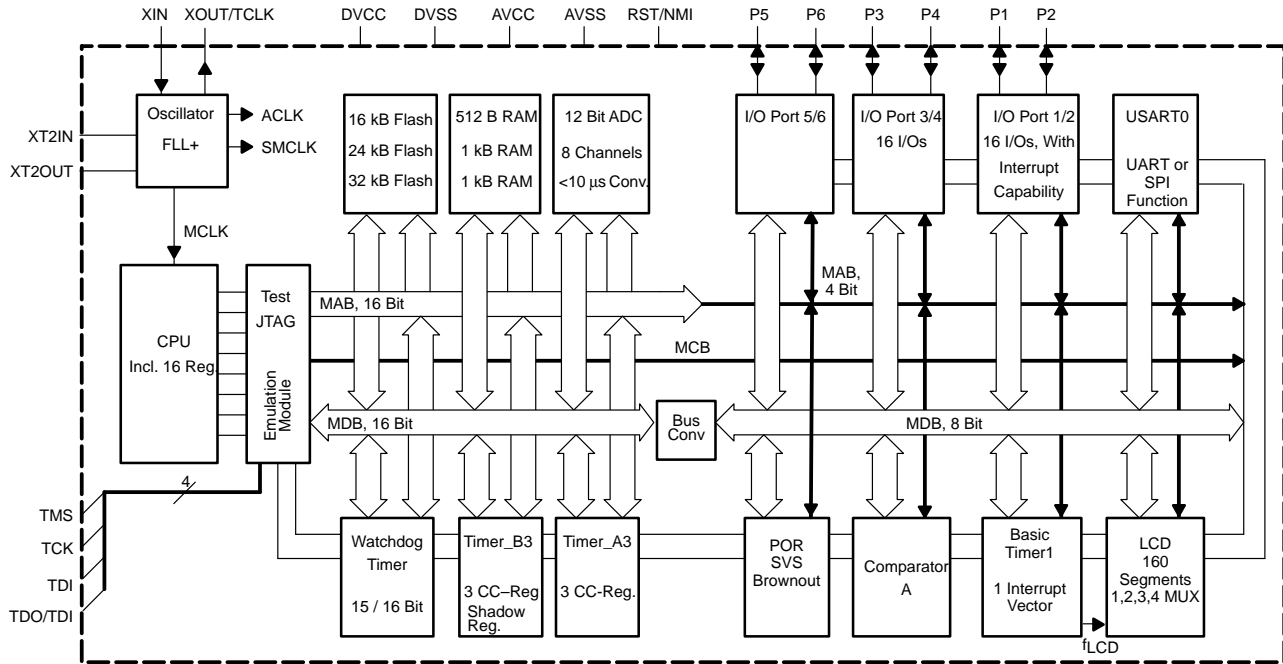 XIN
XOUT/TCLK
DVCC
DVSS
AVCC
AVSS
RST/NMI
P5
P6
P3
P4
P1
P2
XT2IN
XT2OUT
Oscillator
FLL+
ACLK
SMCLK
MCLK
16 kB Flash
24 kB Flash
32 kB Flash
512 B RAM
1 kB RAM
1 kB RAM
12 Bit ADC
8 Channels
<10 µs Conv.
I/O Port 5/6
I/O Port 3/4
16 I/Os
I/O Port 1/2
16 I/Os, With
Interrupt
Capability
USART0
UART or
SPI
Function
CPU
Incl. 16 Reg.
Test
JTAG
Emulation
Module
MAB, 16 Bit
MAB,
4 Bit
MCB
MDB, 16 Bit
Bus
Conv
MDB, 8 Bit
4
TMS
TCK
TDI
TDO/TDI
Watchdog
Timer
15 / 16 Bit
Timer_B3
3 CC–Reg
Shadow
Reg.
Timer_A3
3 CC-Reg.
POR
SVS
Brownout
Comparator
A
Basic
Timer1
1 Interrupt
Vector
fLCD
LCD
160
Segments
1,2,3,4 MUX